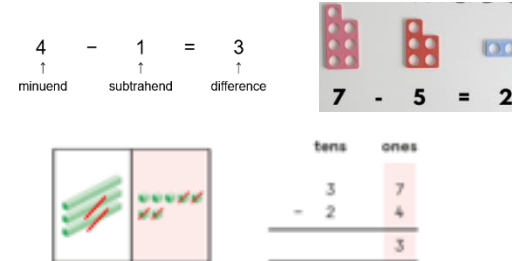 4 – 1 = 3
↑ ↑ ↑
minuend subtrahend difference
7 - 5 = 2
tens ones
3 7
– 2 4
3